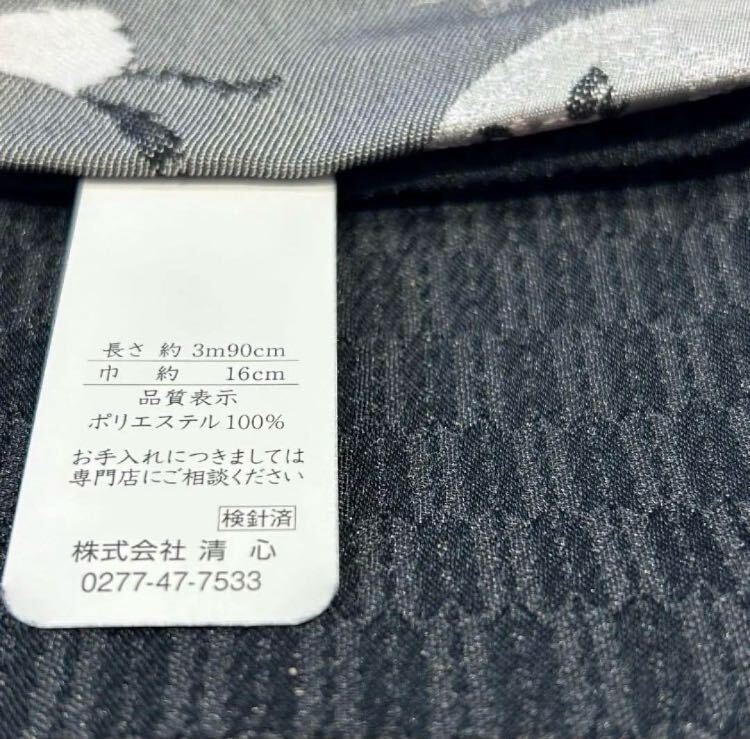 長さ 約 3m90cm
巾 約 16cm
品質表示
ポリエステル100%
お手入れにつきましては
専門店にご相談ください
検針済
株式会社 清 心
0277-47-7533